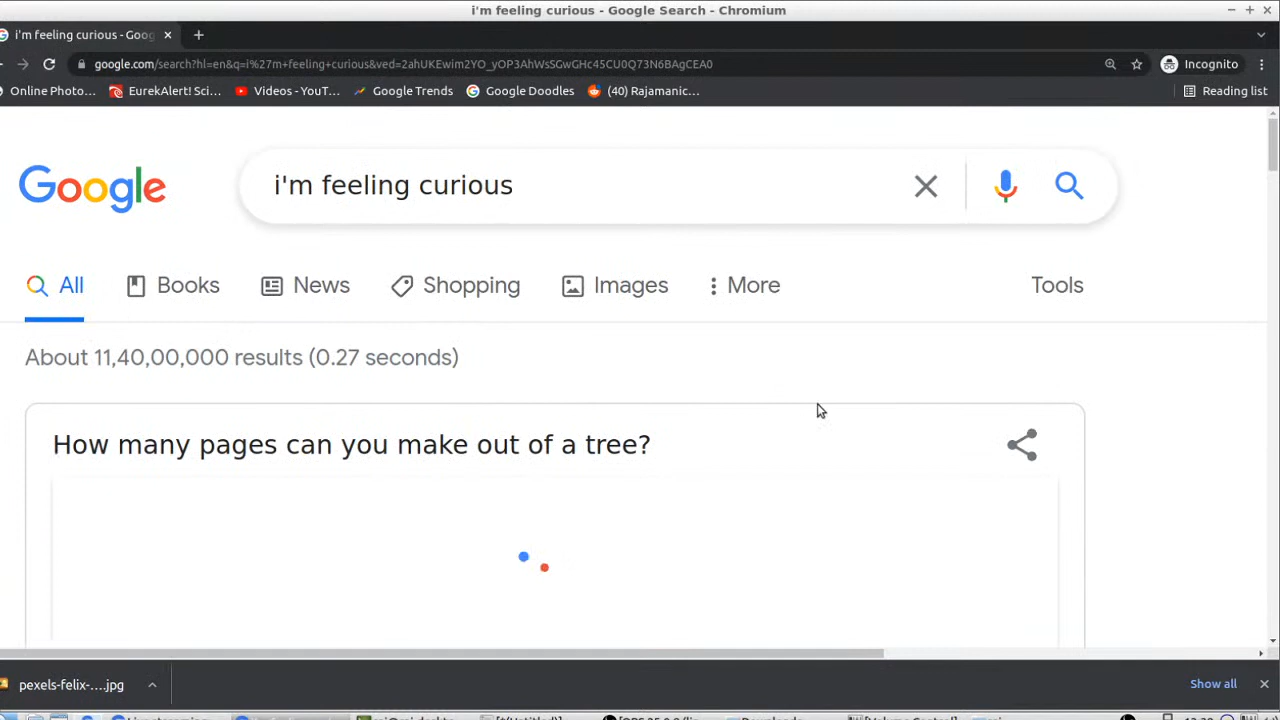 i'm feeling curious - Google Search - Chromium
i'm feeling curious - Goog
google.com/search?hl=en&q=i%27m+feeling+curious&ved=2ahUKEwim2YO_yOP3AhWsSGwGHc45CU0Q73N6BAgCEA0
Incognito
Online Photo...
EurekAlert! Sci...
Videos - YouT...
Google Trends
Google Doodles
(40) Rajamanic...
Reading list
Google
i'm feeling curious
All
Books
News
Shopping
Images
More
Tools
About 11,40,00,000 results (0.27 seconds)
How many pages can you make out of a tree?
pexels-felix-....jpg
Show all